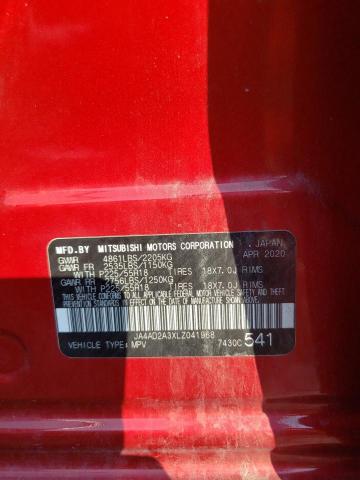 MFD.BY MITSUBISHI MOTORS CORPORATION . JAPAN
GVWR 4861LBS/2205KG APR 2020
GAWR FR 2535LBS/1150KG
WITH P225/55R18 TIRES 18X7.0J RIMS
GAWR RR 2756LBS/1250KG
WITH P225/55R18 TIRES 18X7.0J RIMS
JA4AD2A3XLZ041968
VEHICLE TYPE: MPV 7430C 541